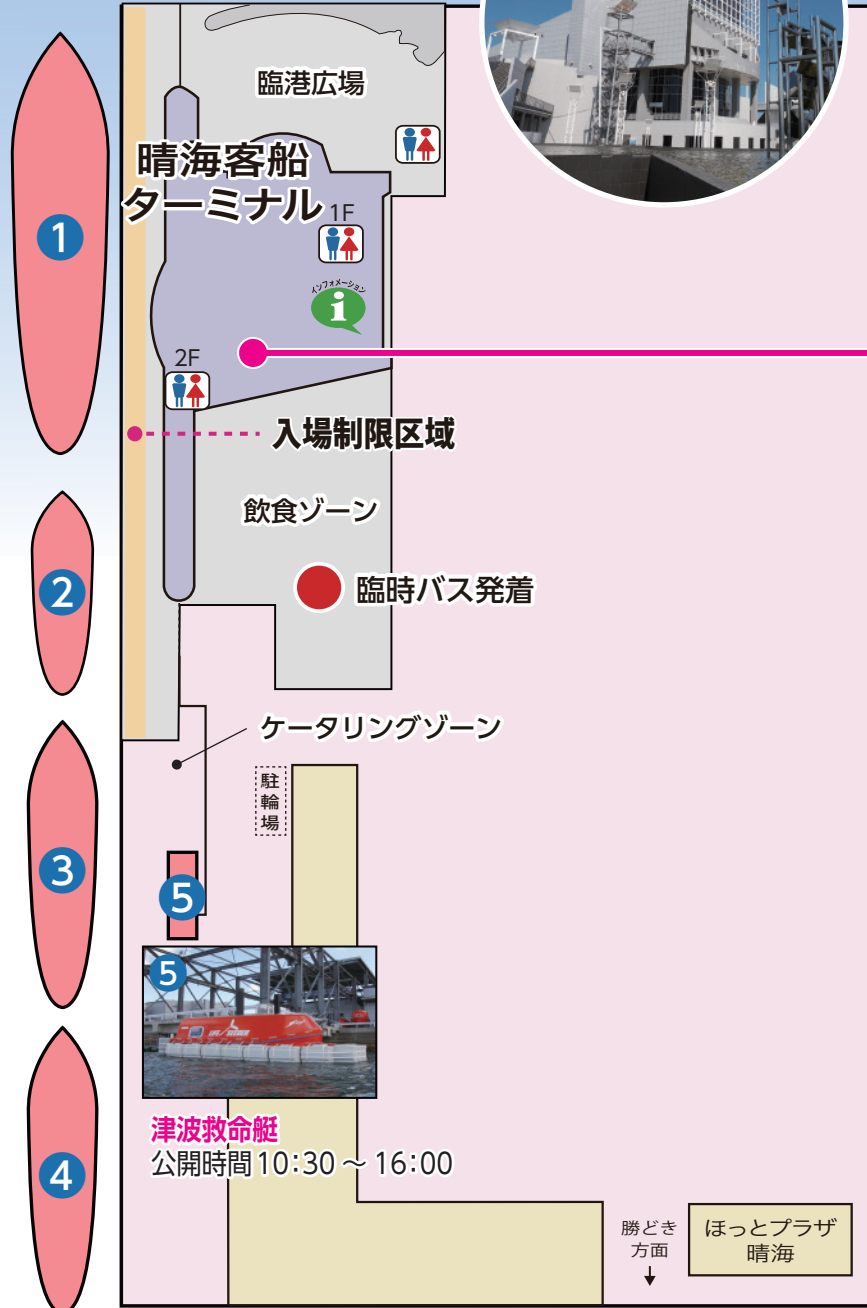 臨港広場
晴海客船
ターミナル
1F
インフォメーション
i
2F
入場制限区域
飲食ゾーン
臨時バス発着
ケータリングゾーン
駐輪場
1
2
3
4
5
5
LIFE SEEDER
津波救命艇
公開時間10:30~16:00
勝どき
方面
ほっとプラザ
晴海